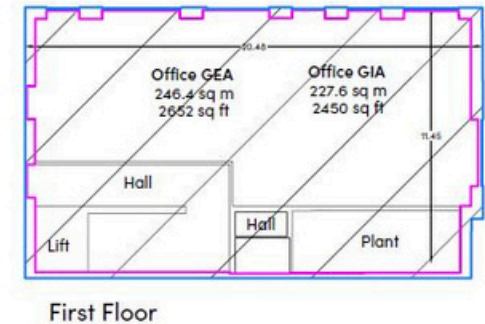 20.48
Office GEA
246.4 sq m
2652 sq ft
Office GIA
227.6 sq m
2450 sq ft
11.45
Hall
Hall
Lift
Plant
First Floor